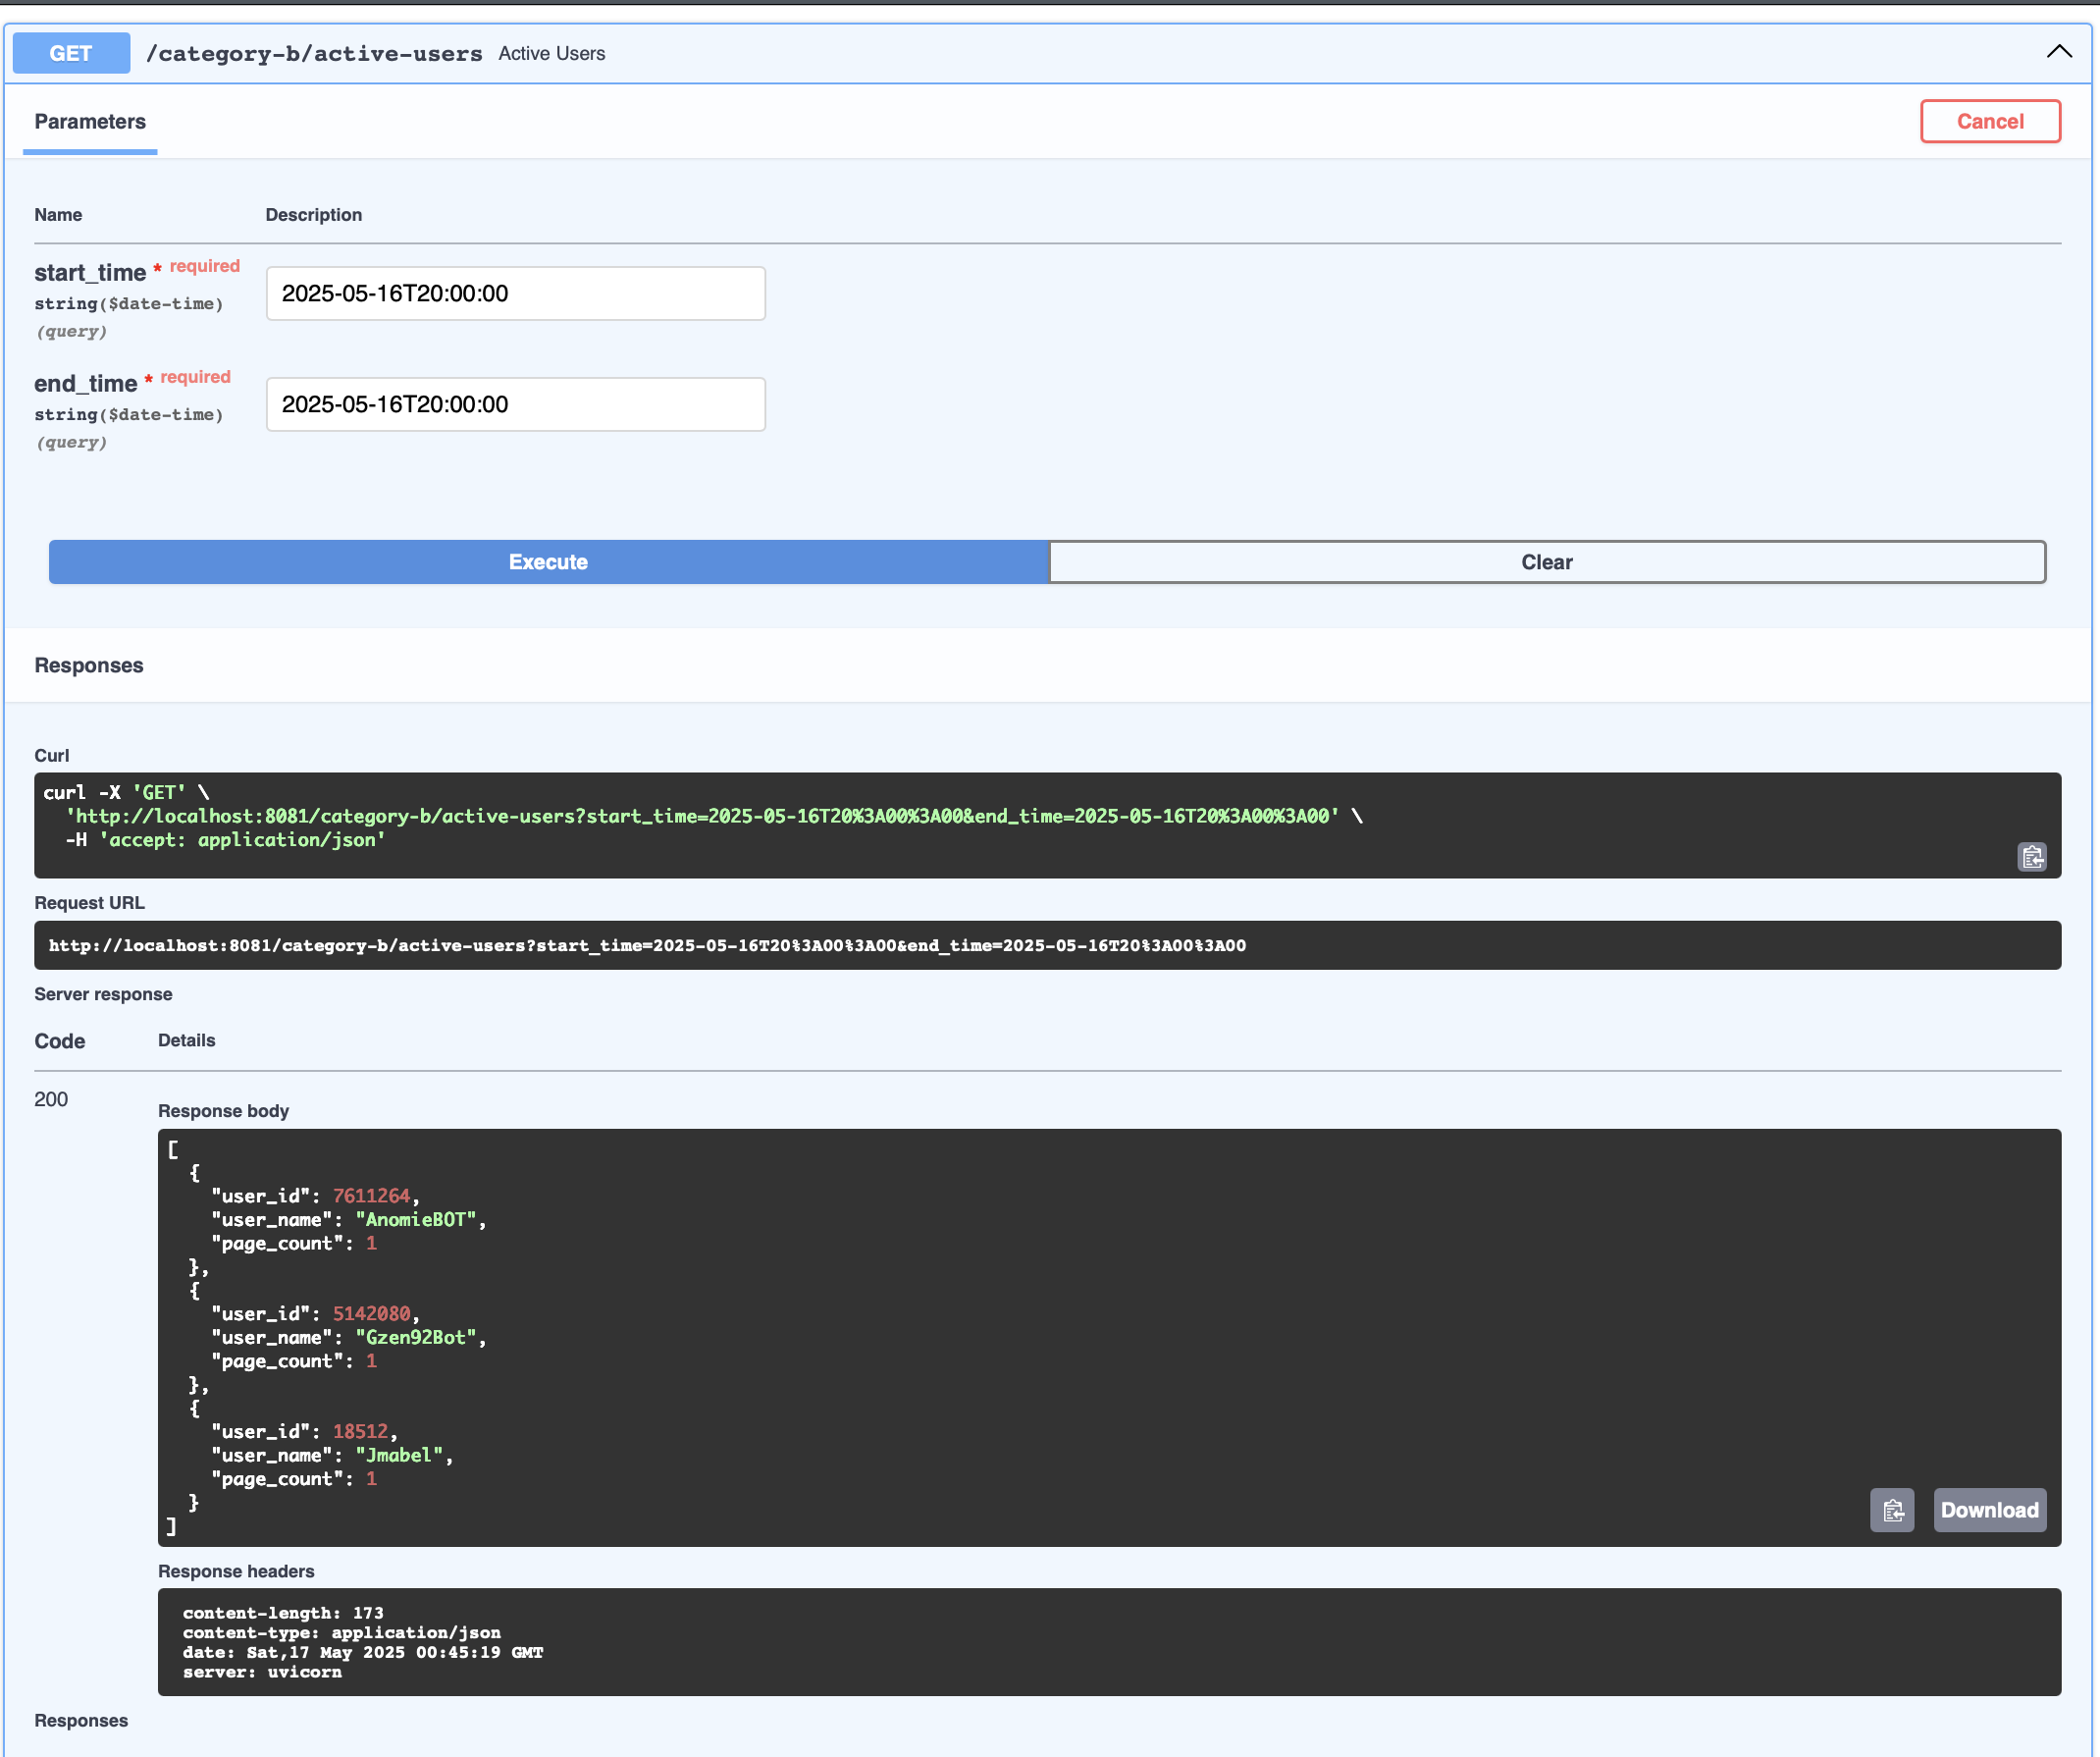 GET /category-b/active-users Active Users
Parameters
Cancel
Name Description
start_time * required
string($date-time)
(query)
2025-05-16T20:00:00
end_time * required
string($date-time)
(query)
2025-05-16T20:00:00
Execute
Clear
Responses
Curl
curl -X 'GET' \
  'http://localhost:8081/category-b/active-users?start_time=2025-05-16T20%3A00%3A00&end_time=2025-05-16T20%3A00%3A00' \
  -H 'accept: application/json'
Request URL
http://localhost:8081/category-b/active-users?start_time=2025-05-16T20%3A00%3A00&end_time=2025-05-16T20%3A00%3A00
Server response
Code Details
200
Response body
[
  {
    "user_id": 7611264,
    "user_name": "AnomieBOT",
    "page_count": 1
  },
  {
    "user_id": 5142080,
    "user_name": "Gzen92Bot",
    "page_count": 1
  },
  {
    "user_id": 18512,
    "user_name": "Jmabel",
    "page_count": 1
  }
]
Download
Response headers
content-length: 173
content-type: application/json
date: Sat,17 May 2025 00:45:19 GMT
server: uvicorn
Responses